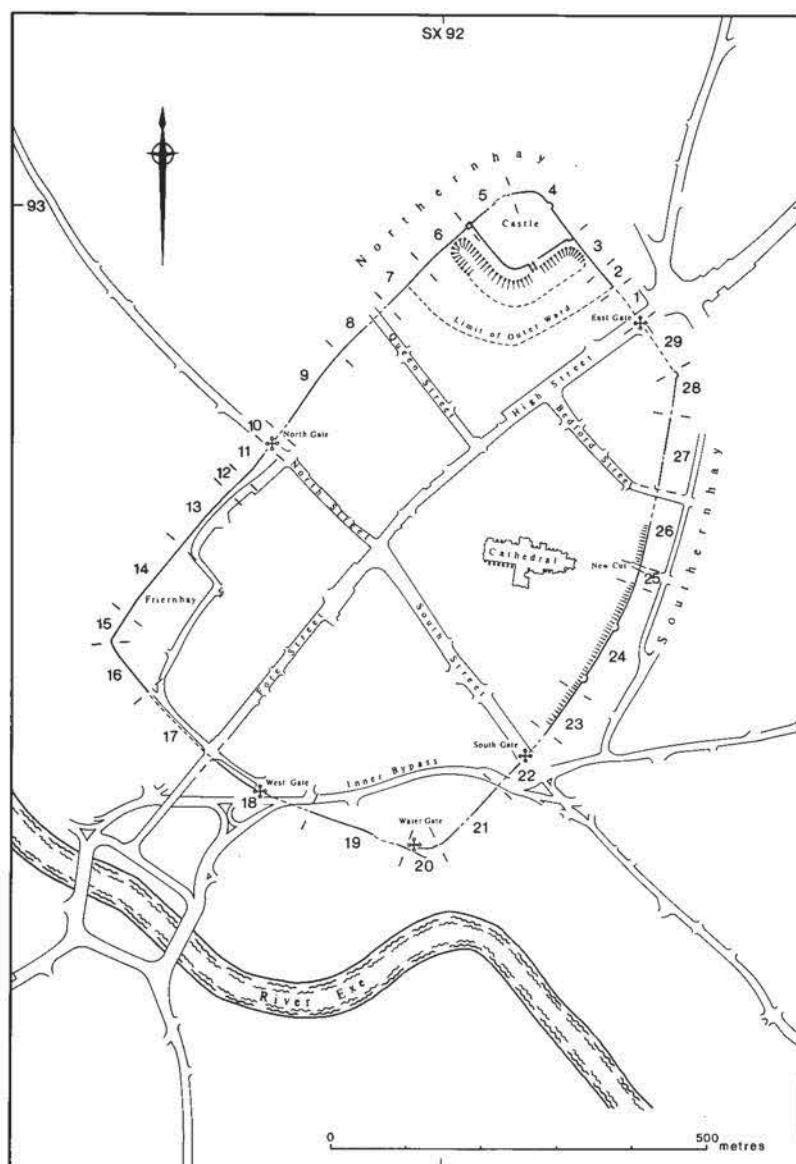 SX 92
Northernhay
5
4
93
Castle
6
3
7
2
1
Limit of Outer Ward
East Gate
8
29
Queen Street
High Street
9
28
Bedford Street
10
North Gate
11
27
12
North Street
13
26
Cathedral
New Cut
25
14
Friernhay
Southernhay
15
South Street
24
Fore Street
16
23
17
South Gate
22
Inner Bypass
West Gate
18
Water Gate
21
19
20
River Exe
0
500
metres